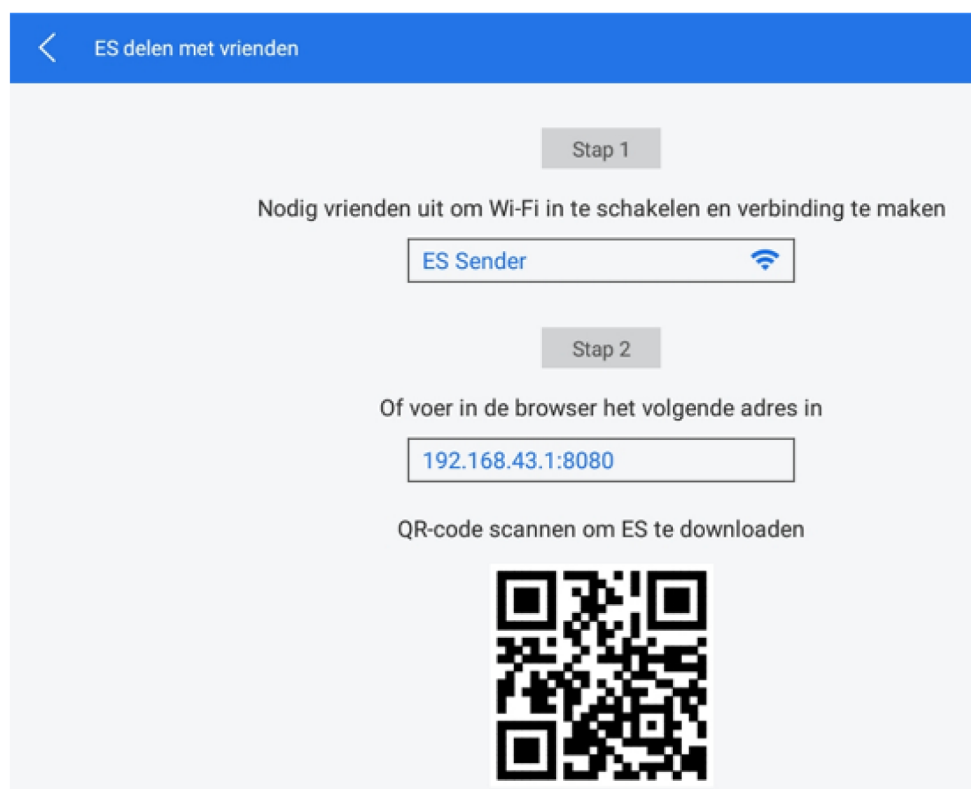 ES delen met vrienden
Stap 1
Nodig vrienden uit om Wi-Fi in te schakelen en verbinding te maken
ES Sender
Stap 2
Of voer in de browser het volgende adres in
192.168.43.1:8080
QR-code scannen om ES te downloaden